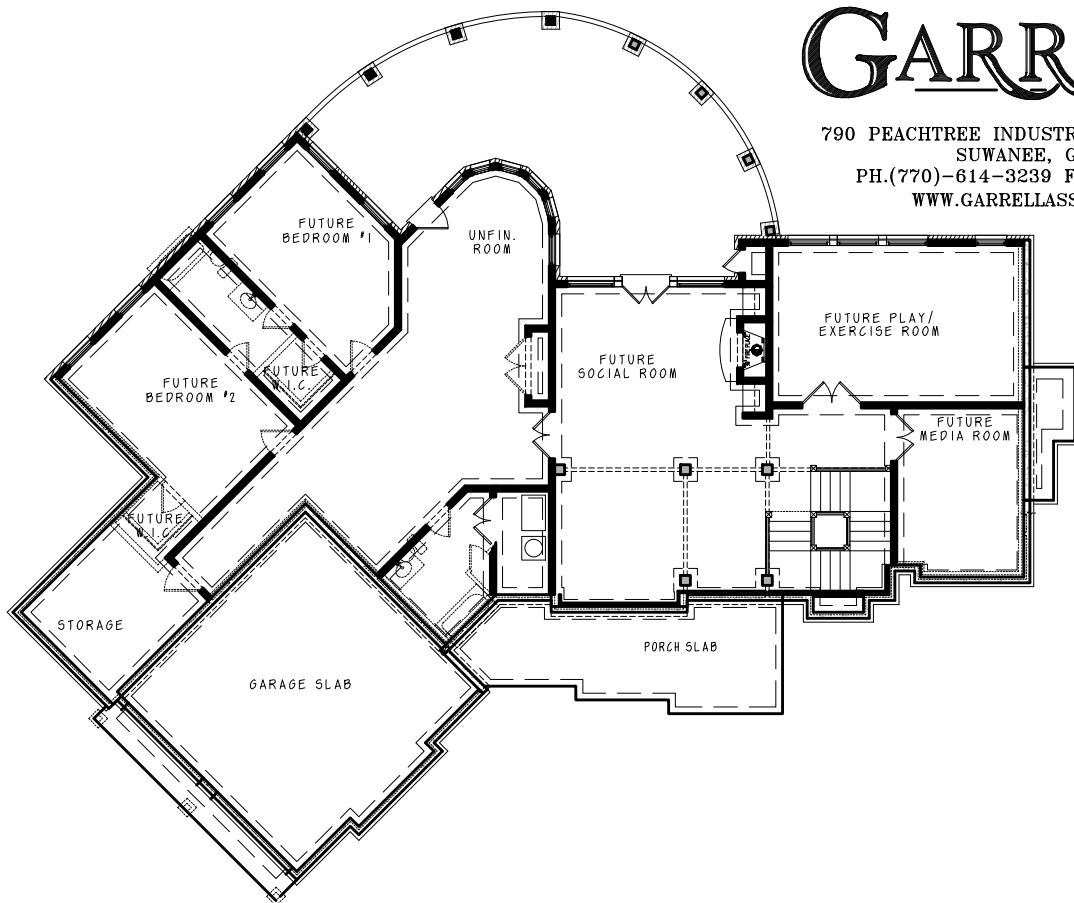 GARR
790 PEACHTREE INDUSTR
SUWANEE, G
PH.(770)-614-3239 F
WWW.GARRELLASS
FUTURE
BEDROOM #1
UNFIN.
ROOM
FUTURE PLAY/
EXERCISE ROOM
FUTURE
SOCIAL ROOM
FUTURE
W.I.C.
FUTURE
BEDROOM #2
FUTURE
MEDIA ROOM
FUTURE
W.I.C.
STORAGE
PORCH SLAB
GARAGE SLAB